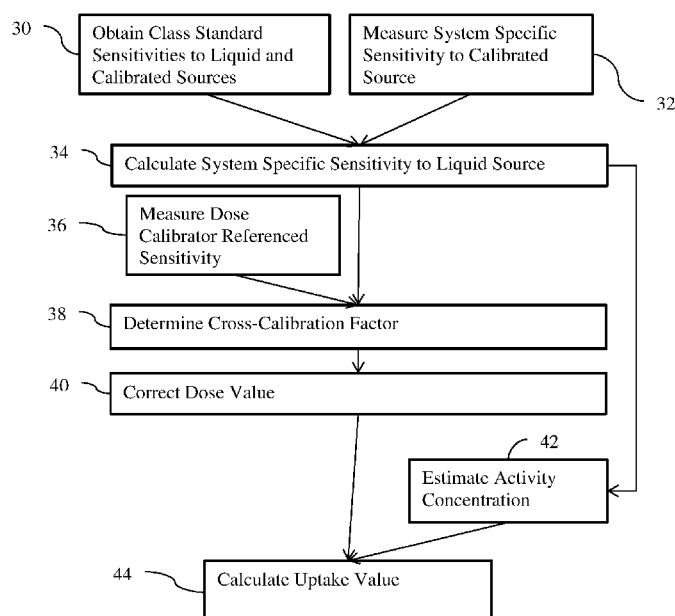 30
Obtain Class Standard
Sensitivities to Liquid and
Calibrated Sources
Measure System Specific
Sensitivity to Calibrated
Source
32
34
Calculate System Specific Sensitivity to Liquid Source
36
Measure Dose
Calibrator Referenced
Sensitivity
38
Determine Cross-Calibration Factor
40
Correct Dose Value
42
Estimate Activity
Concentration
44
Calculate Uptake Value